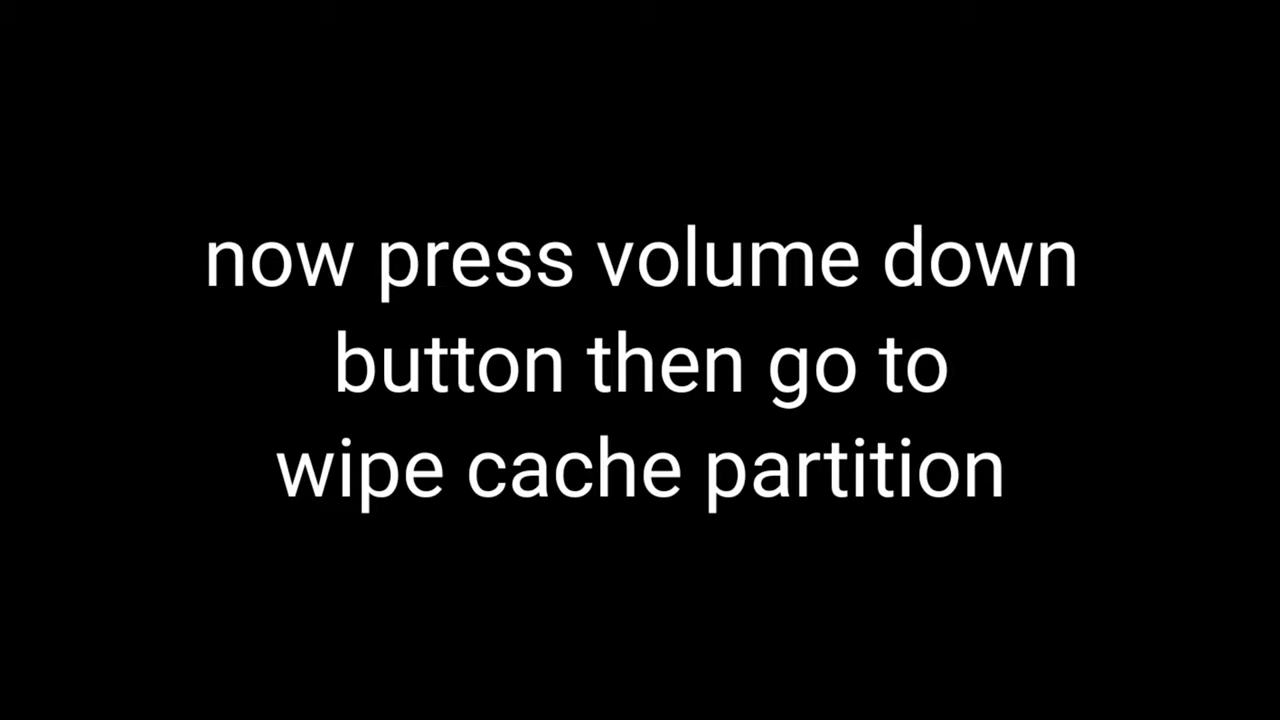 now press volume down
button then go to
wipe cache partition